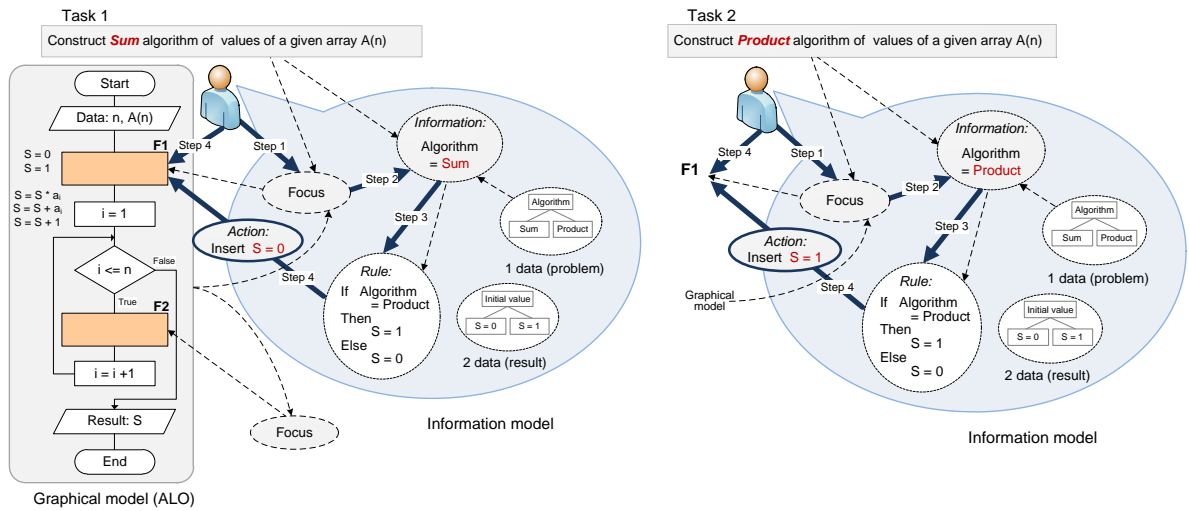 Task 1
Construct Sum algorithm of values of a given array A(n)
Start
Data: n, A(n)
F1
S = 0
S = 1
S = S * aᵢ
S = S + aᵢ
S = S + 1
i = 1
i <= n
False
True
F2
i = i +1
Result: S
End
Graphical model (ALO)
Step 4
Step 1
Focus
Step 2
Information:
Algorithm
= Sum
Step 3
Action:
Insert S = 0
Step 4
Rule:
If Algorithm
= Product
Then
S = 1
Else
S = 0
Algorithm
Sum Product
1 data (problem)
Initial value
S = 0 S = 1
2 data (result)
Focus
Information model
Task 2
Construct Product algorithm of values of a given array A(n)
Step 4
Step 1
F1
Focus
Step 2
Information:
Algorithm
= Product
Step 3
Action:
Insert S = 1
Step 4
Graphical
model
Rule:
If Algorithm
= Product
Then
S = 1
Else
S = 0
Algorithm
Sum Product
1 data (problem)
Initial value
S = 0 S = 1
2 data (result)
Information model